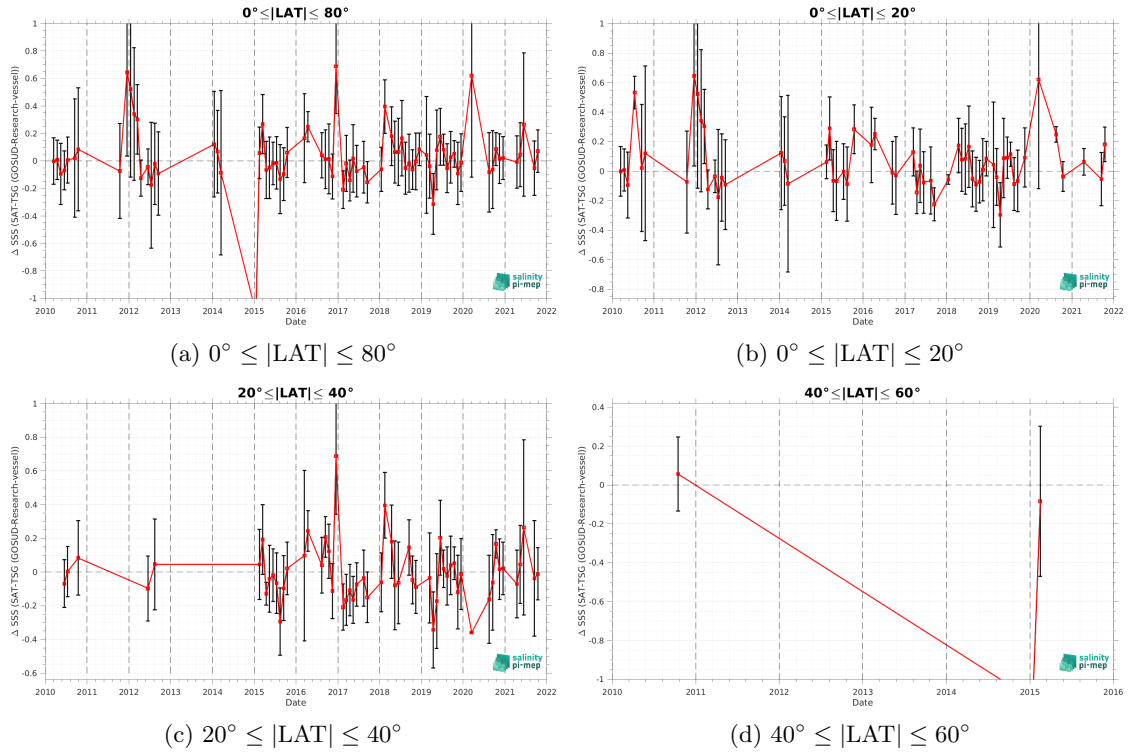 0°≤|LAT|≤ 80°
Δ SSS (SAT-TSG (GOSUD-Research-vessel))
1
0.8
0.6
0.4
0.2
0
-0.2
-0.4
-0.6
-0.8
-1
2010 2011 2012 2013 2014 2015 2016 2017 2018 2019 2020 2021 2022
Date
salinity
pi-mep
(a) 0° ≤ |LAT| ≤ 80°
0°≤|LAT|≤ 20°
Δ SSS (SAT-TSG (GOSUD-Research-vessel))
1
0.8
0.6
0.4
0.2
0
-0.2
-0.4
-0.6
-0.8
2010 2011 2012 2013 2014 2015 2016 2017 2018 2019 2020 2021 2022
Date
salinity
pi-mep
(b) 0° ≤ |LAT| ≤ 20°
20°≤|LAT|≤ 40°
Δ SSS (SAT-TSG (GOSUD-Research-vessel))
1
0.8
0.6
0.4
0.2
0
-0.2
-0.4
-0.6
2010 2011 2012 2013 2014 2015 2016 2017 2018 2019 2020 2021 2022
Date
salinity
pi-mep
(c) 20° ≤ |LAT| ≤ 40°
40°≤|LAT|≤ 60°
Δ SSS (SAT-TSG (GOSUD-Research-vessel))
0.4
0.2
0
-0.2
-0.4
-0.6
-0.8
-1
2010 2011 2012 2013 2014 2015 2016
Date
salinity
pi-mep
(d) 40° ≤ |LAT| ≤ 60°